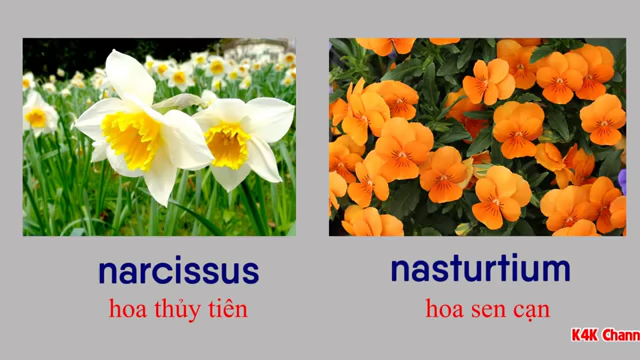 narcissus
hoa thủy tiên
nasturtium
hoa sen cạn
K4K Chann